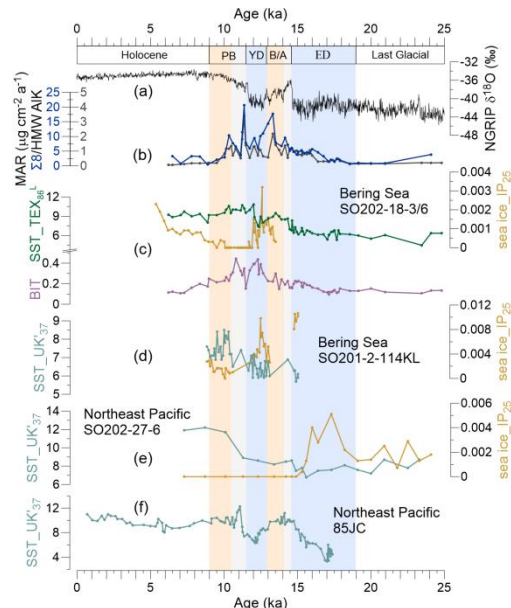 Age (ka)
0 5 10 15 20 25
Holocene PB YD B/A ED Last Glacial
(a)
-32
-36
-40
-44
-48
NGRIP δ18O (‰)
MAR (μg cm-2 a-1)
Σ8/HMW AlK
25
20
15
10
5
0
5
4
3
2
1
0
(b)
SST_TEX86L
12
9
6
Bering Sea
SO202-18-3/6
0.004
0.003
0.002
0.001
0
sea ice_IP25
(c)
BIT
0.4
0.2
0
(d)
SST_UK'37
9
8
7
6
5
Bering Sea
SO201-2-114KL
0.012
0.008
0.004
0
sea ice_IP25
SST_UK'37
14
12
10
8
6
Northeast Pacific
SO202-27-6
(e)
0.006
0.004
0.002
0
sea ice_IP25
(f)
SST_UK'37
12
8
4
Northeast Pacific
85JC
0 5 10 15 20 25
Age (ka)